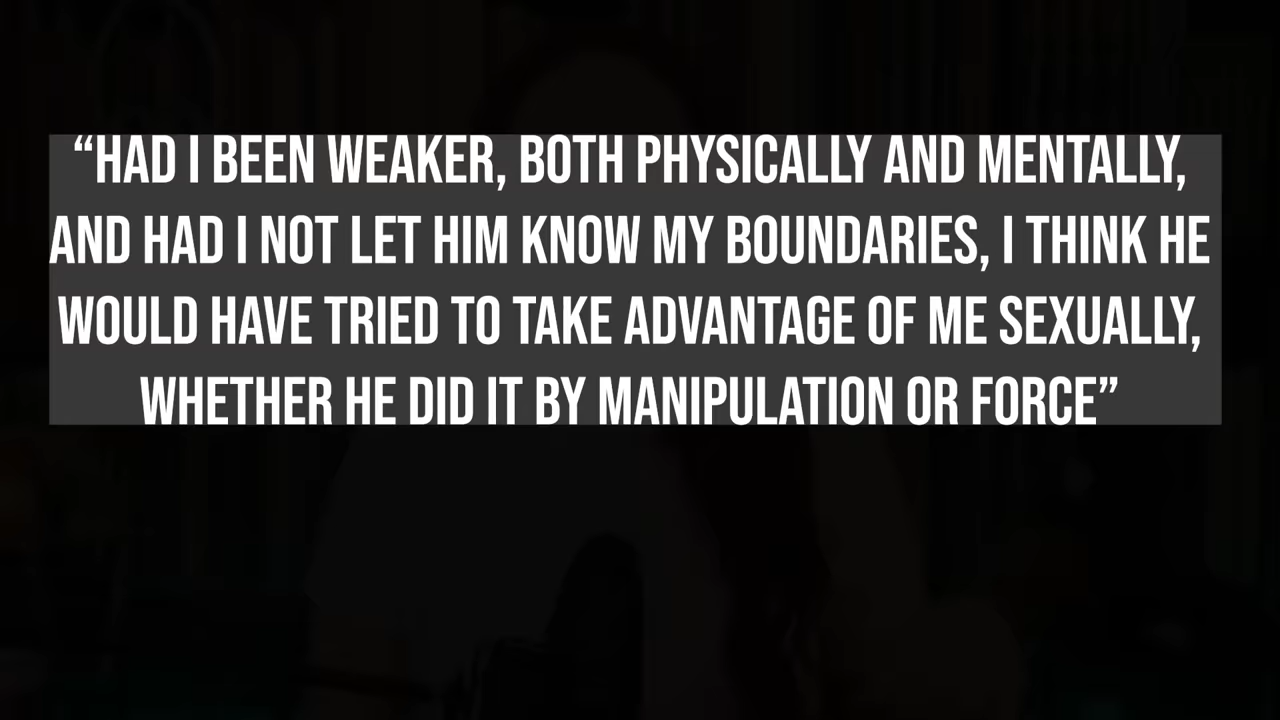 “HAD I BEEN WEAKER, BOTH PHYSICALLY AND MENTALLY,
AND HAD I NOT LET HIM KNOW MY BOUNDARIES, I THINK HE
WOULD HAVE TRIED TO TAKE ADVANTAGE OF ME SEXUALLY,
WHETHER HE DID IT BY MANIPULATION OR FORCE”